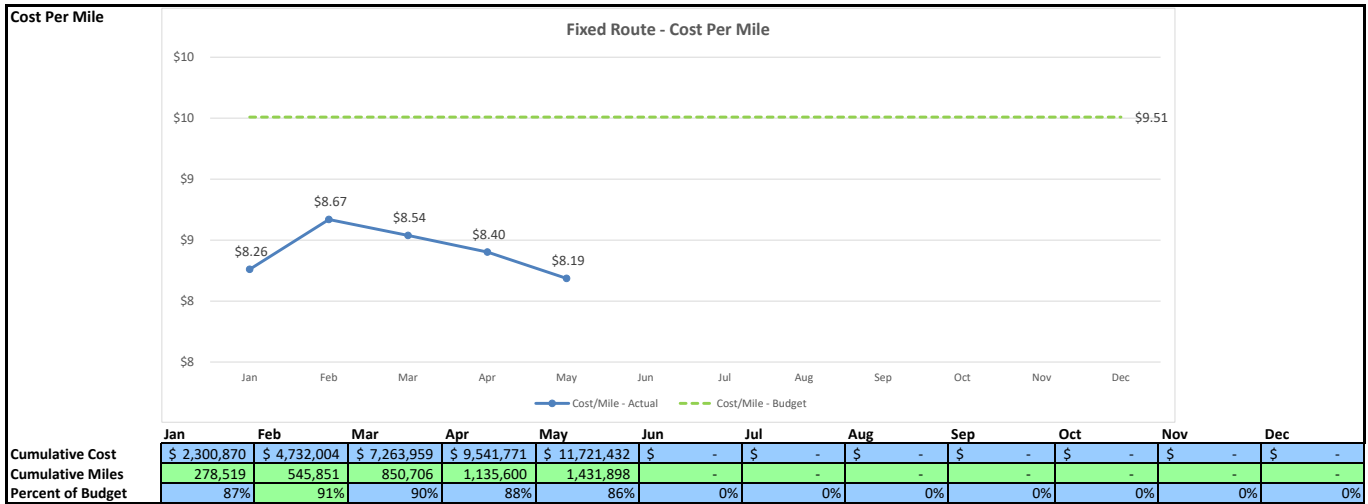 Cost Per Mile
Fixed Route - Cost Per Mile
$10
$10
$9
$9
$8
$8
$9.51
$8.26
$8.67
$8.54
$8.40
$8.19
Jan Feb Mar Apr May Jun Jul Aug Sep Oct Nov Dec
Cost/Mile - Actual Cost/Mile - Budget
Jan Feb Mar Apr May Jun Jul Aug Sep Oct Nov Dec
Cumulative Cost $ 2,300,870 $ 4,732,004 $ 7,263,959 $ 9,541,771 $ 11,721,432 $ - $ - $ - $ - $ - $ - $ -
Cumulative Miles 278,519 545,851 850,706 1,135,600 1,431,898 - - - - - - -
Percent of Budget 87% 91% 90% 88% 86% 0% 0% 0% 0% 0% 0% 0%